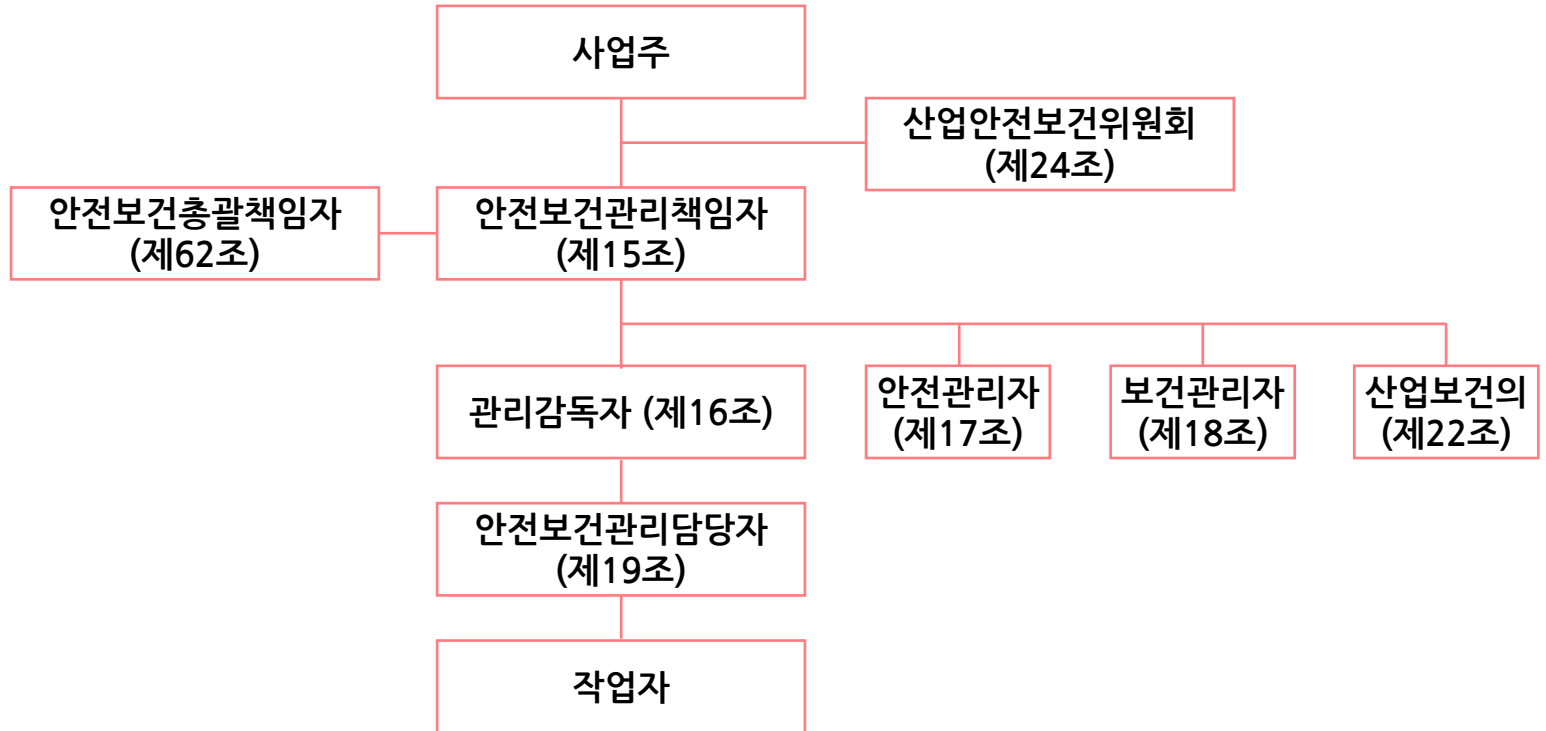 사업주
산업안전보건위원회
(제24조)
안전보건총괄책임자
(제62조)
안전보건관리책임자
(제15조)
관리감독자 (제16조)
안전관리자
(제17조)
보건관리자
(제18조)
산업보건의
(제22조)
안전보건관리담당자
(제19조)
작업자